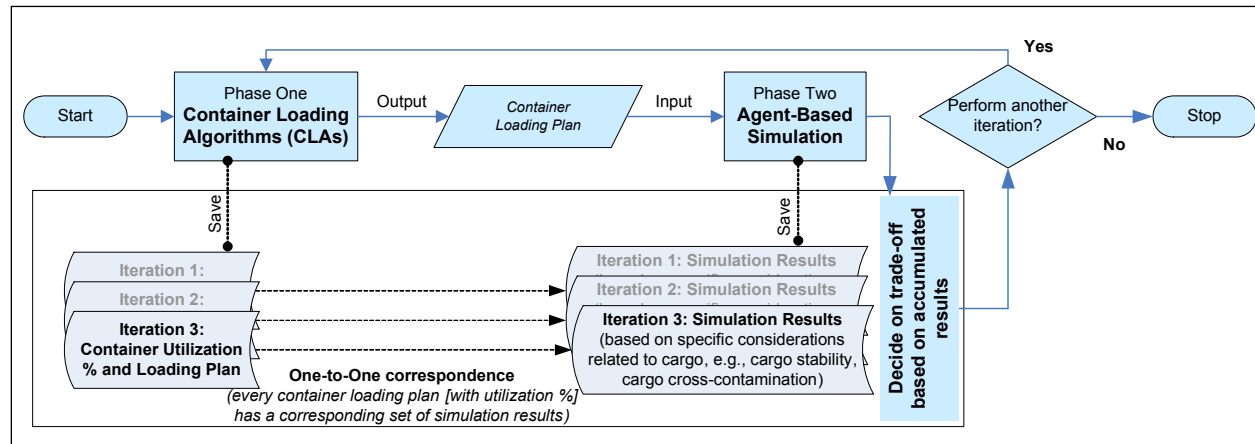 Yes
Start
Phase One
Container Loading
Algorithms (CLAs)
Output
Container
Loading Plan
Input
Phase Two
Agent-Based
Simulation
Perform another
iteration?
No
Stop
Save
Save
Iteration 1:
Iteration 2:
Iteration 3:
Container Utilization
% and Loading Plan
Iteration 1: Simulation Results
Iteration 2: Simulation Results
Iteration 3: Simulation Results
(based on specific considerations
related to cargo, e.g., cargo stability,
cargo cross-contamination)
One-to-One correspondence
(every container loading plan [with utilization %]
has a corresponding set of simulation results)
Decide on trade-off
based on accumulated
results